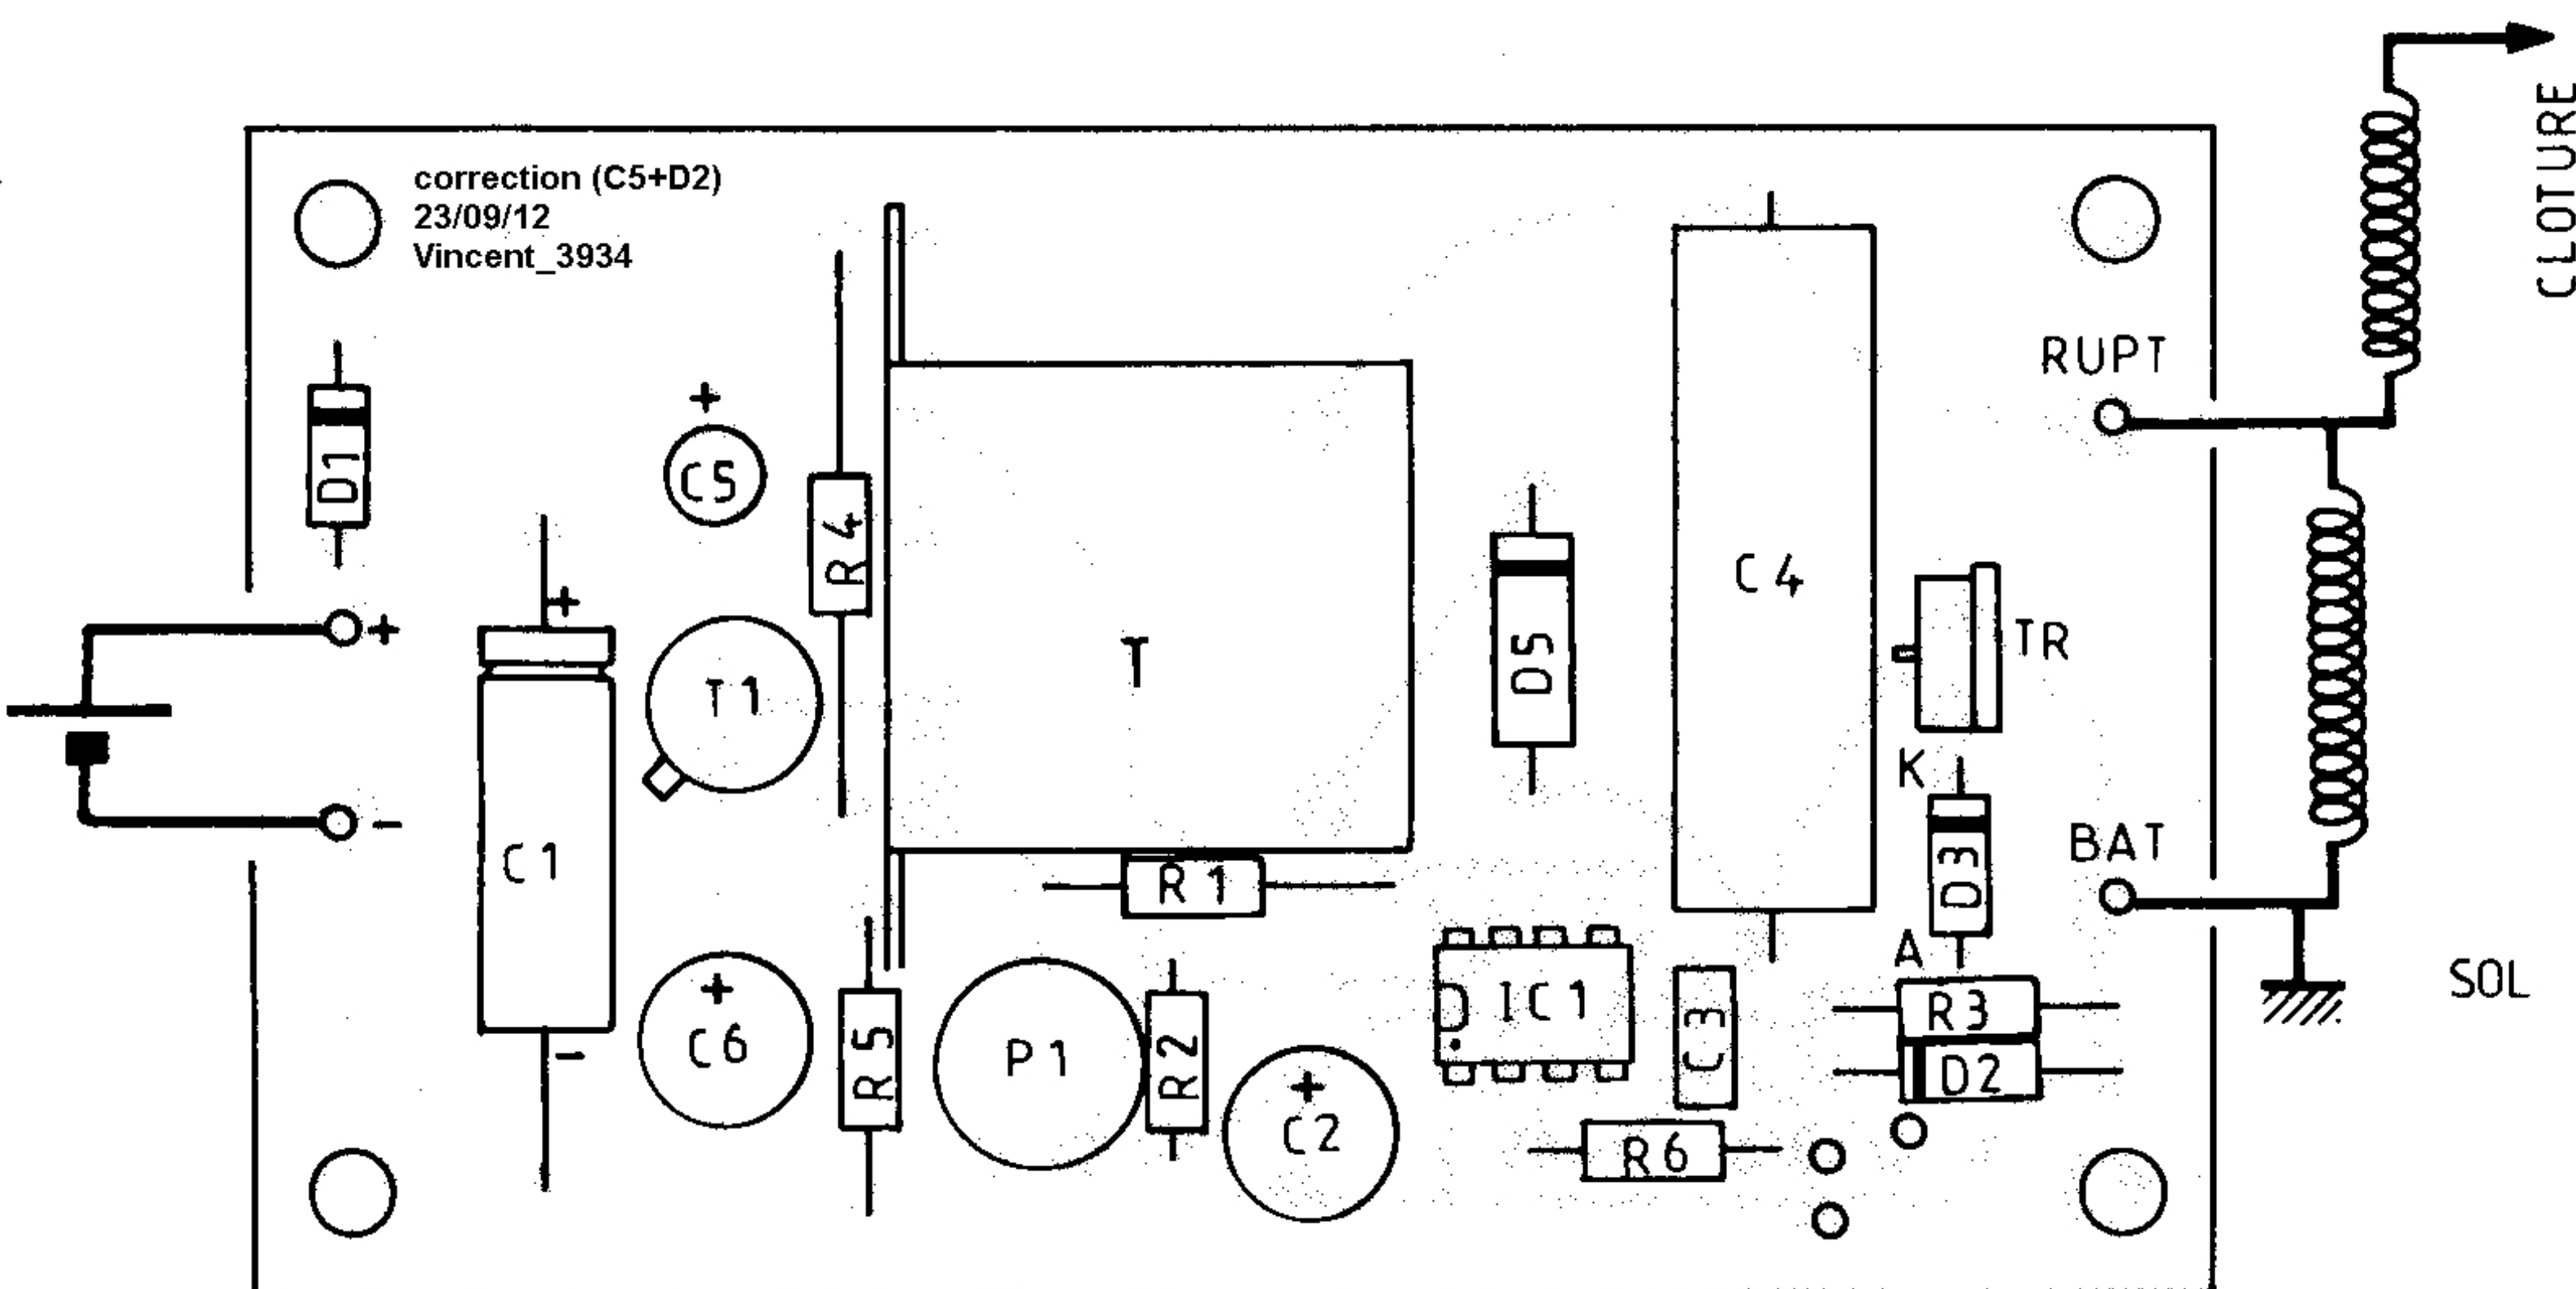 correction (C5+D2)
23/09/12
Vincent_3934
CLOTURE
RUPT
D1
+
C5
R4
+
T
C4
D5
TR
+
T1
K
-
C1
R1
BAT
D3
A
+
C6
R5
P1
R2
IC1
C3
R3
SOL
-
D2
+
C2
R6